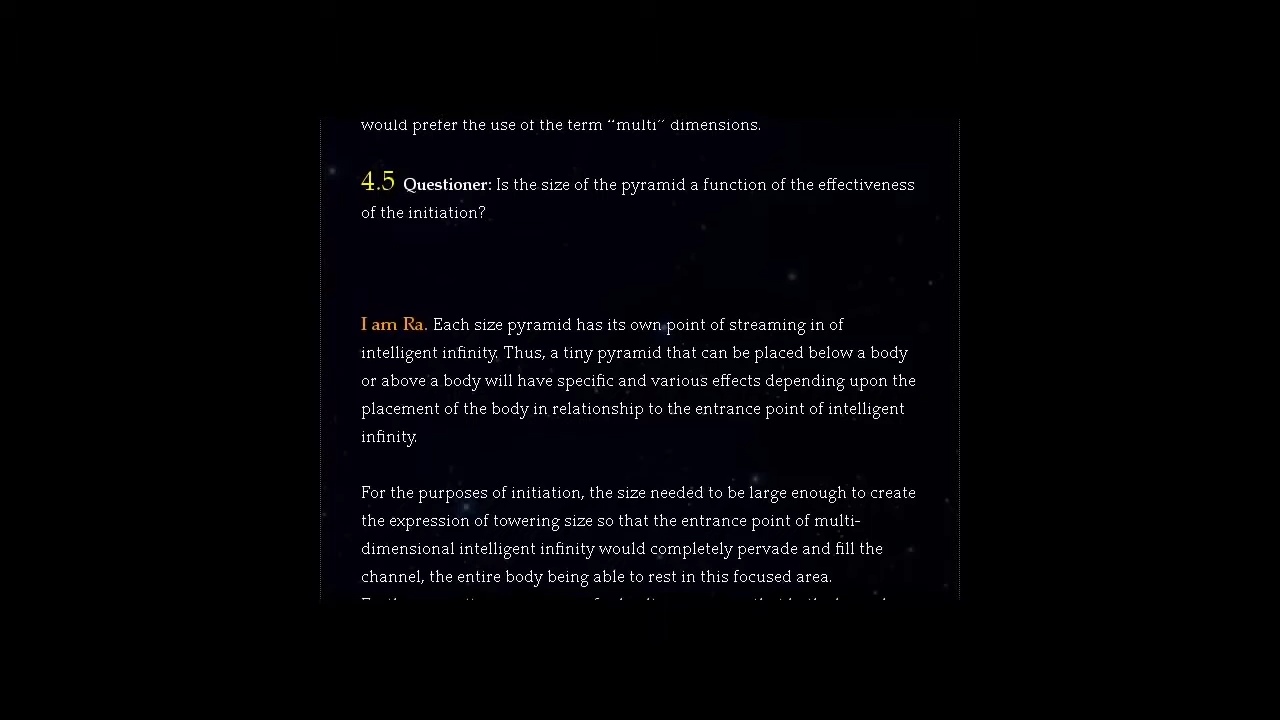 would prefer the use of the term “multi” dimensions.
4.5 Questioner: Is the size of the pyramid a function of the effectiveness
of the initiation?
I am Ra. Each size pyramid has its own point of streaming in of
intelligent infinity. Thus, a tiny pyramid that can be placed below a body
or above a body will have specific and various effects depending upon the
placement of the body in relationship to the entrance point of intelligent
infinity.
For the purposes of initiation, the size needed to be large enough to create
the expression of towering size so that the entrance point of multi-
dimensional intelligent infinity would completely pervade and fill the
channel, the entire body being able to rest in this focused area.